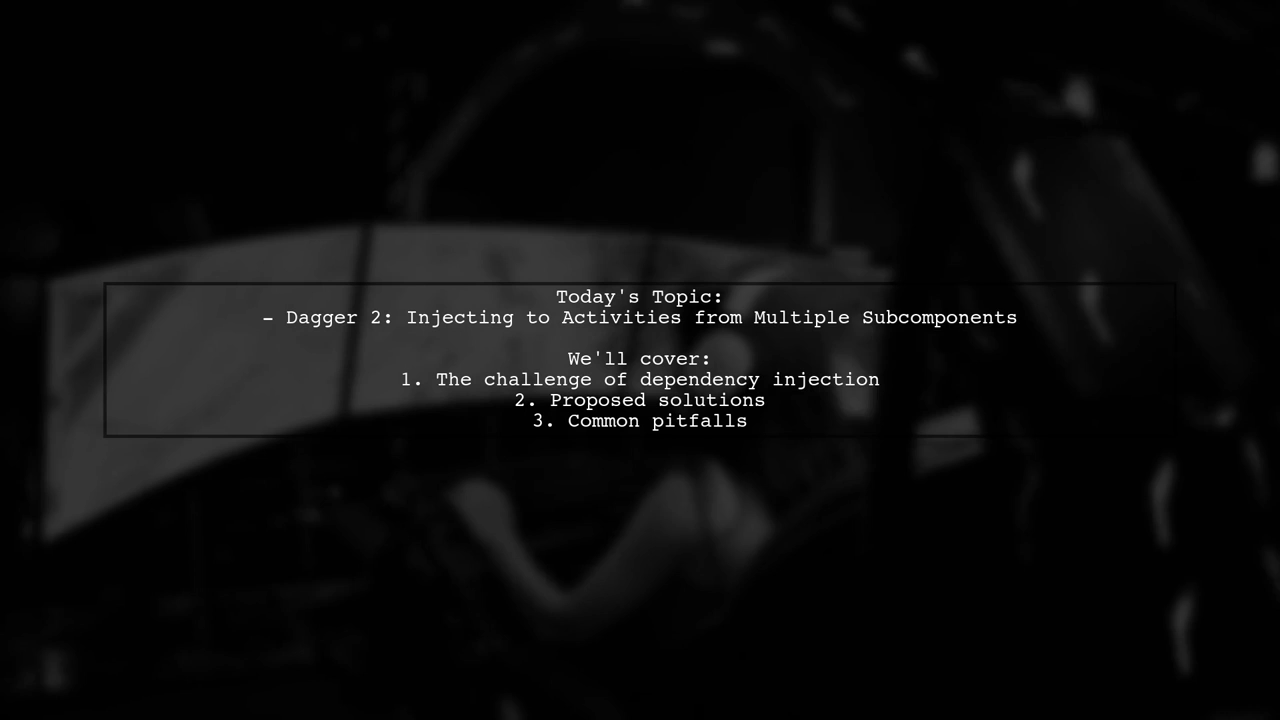 Today's Topic:
– Dagger 2: Injecting to Activities from Multiple Subcomponents
We'll cover:
1. The challenge of dependency injection
2. Proposed solutions
3. Common pitfalls